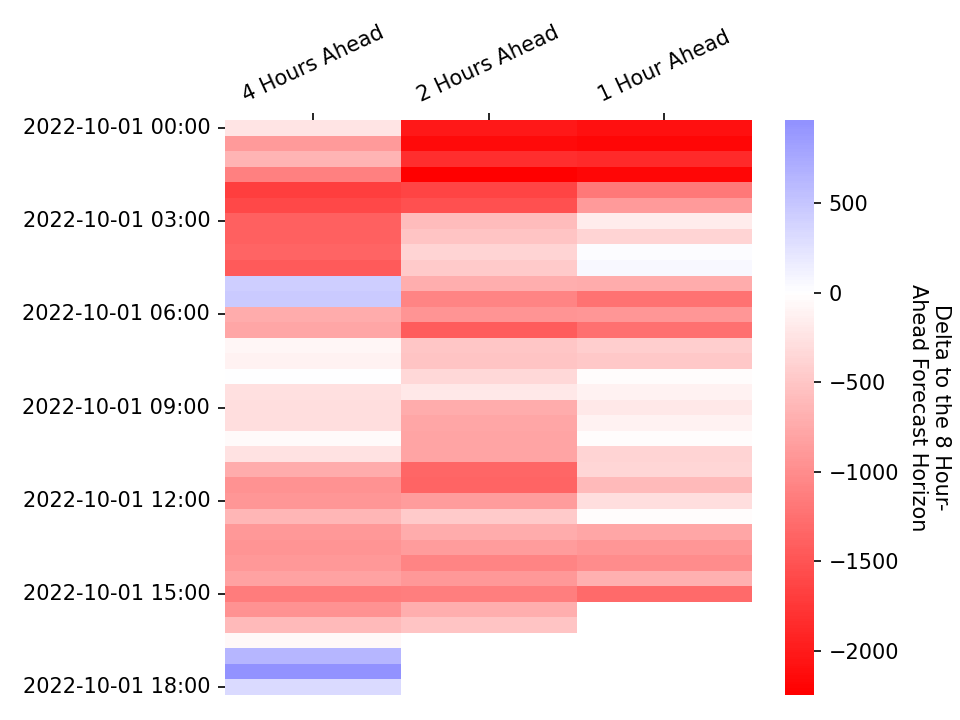 4 Hours Ahead
2 Hours Ahead
1 Hour Ahead
2022-10-01 00:00
2022-10-01 03:00
2022-10-01 06:00
2022-10-01 09:00
2022-10-01 12:00
2022-10-01 15:00
2022-10-01 18:00
500
0
−500
−1000
−1500
−2000
Delta to the 8 Hour-
Ahead Forecast Horizon